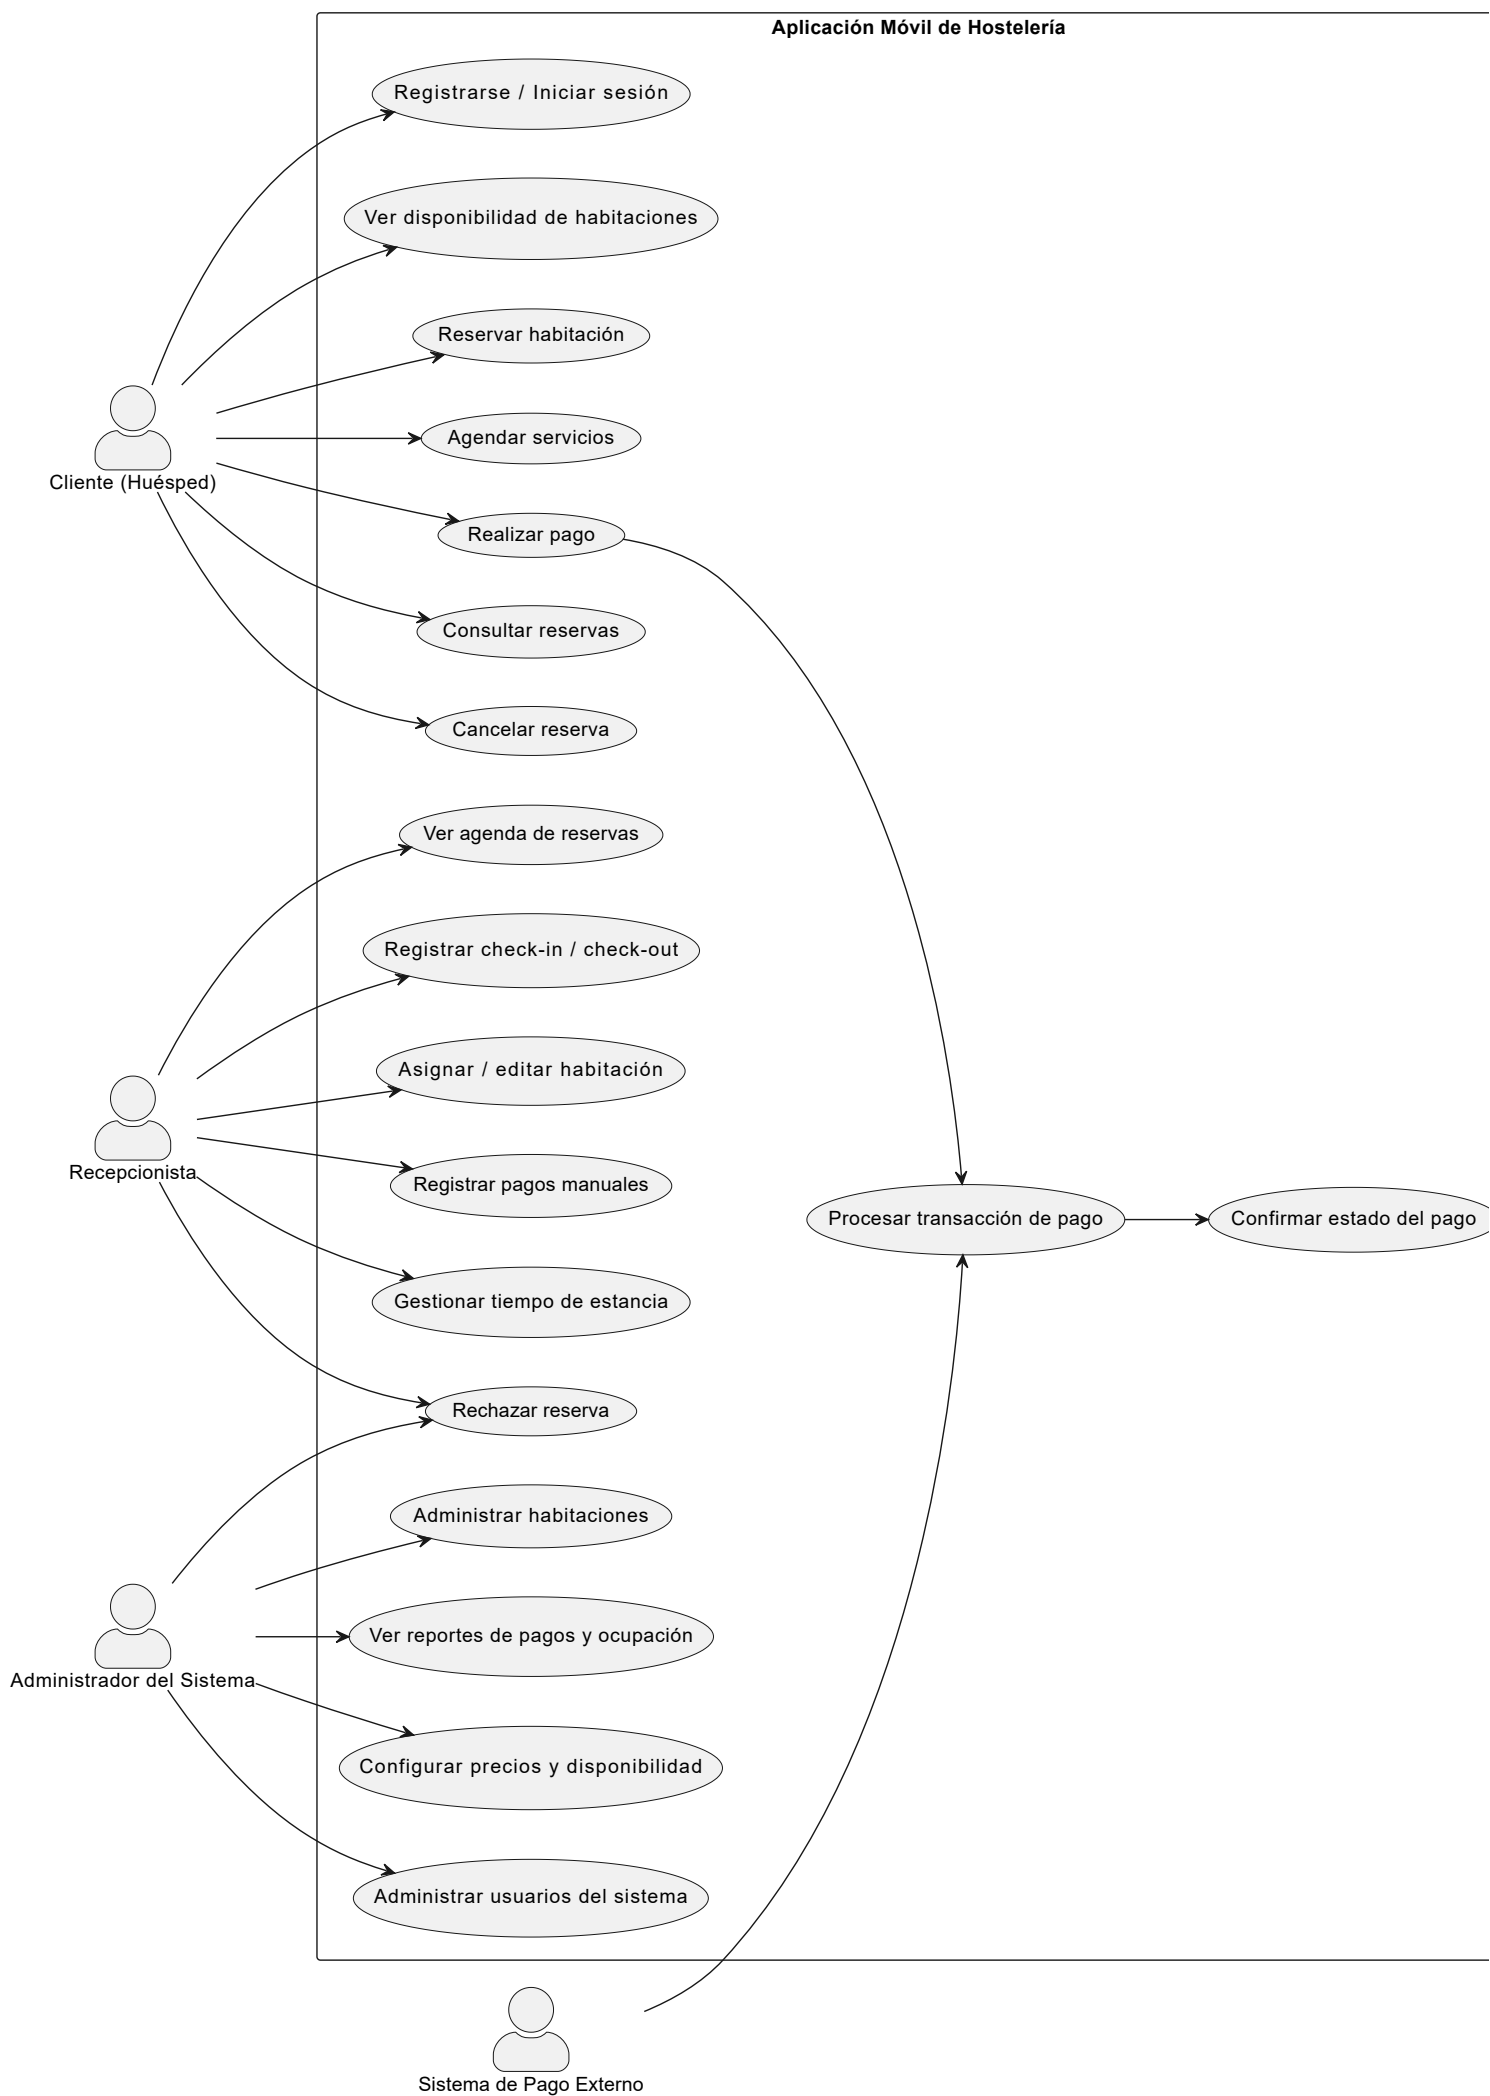 Aplicación Móvil de Hostelería
Registrarse / Iniciar sesión
Ver disponibilidad de habitaciones
Reservar habitación
Agendar servicios
Cliente (Huésped)
Realizar pago
Consultar reservas
Cancelar reserva
Ver agenda de reservas
Registrar check-in / check-out
Asignar / editar habitación
Recepcionista
Registrar pagos manuales
Procesar transacción de pago
Confirmar estado del pago
Gestionar tiempo de estancia
Rechazar reserva
Administrar habitaciones
Ver reportes de pagos y ocupación
Administrador del Sistema
Configurar precios y disponibilidad
Administrar usuarios del sistema
Sistema de Pago Externo